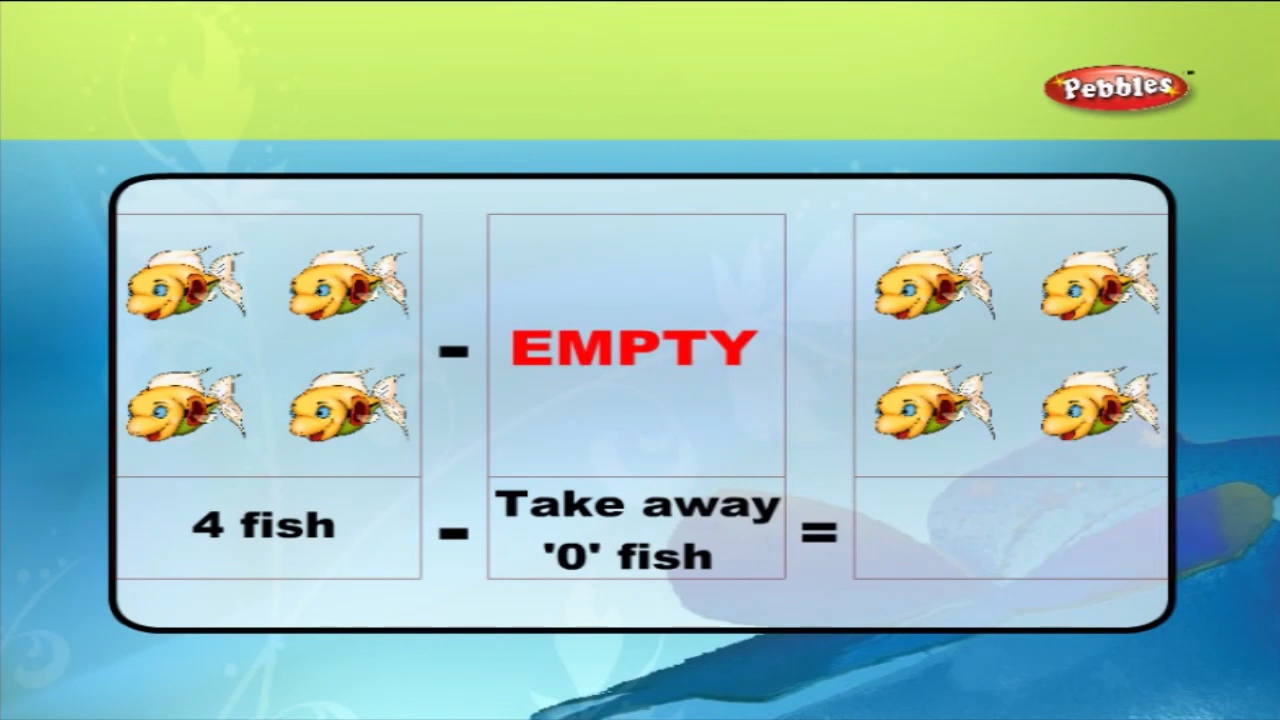 Pebbles
- EMPTY
4 fish - Take away =
'0' fish